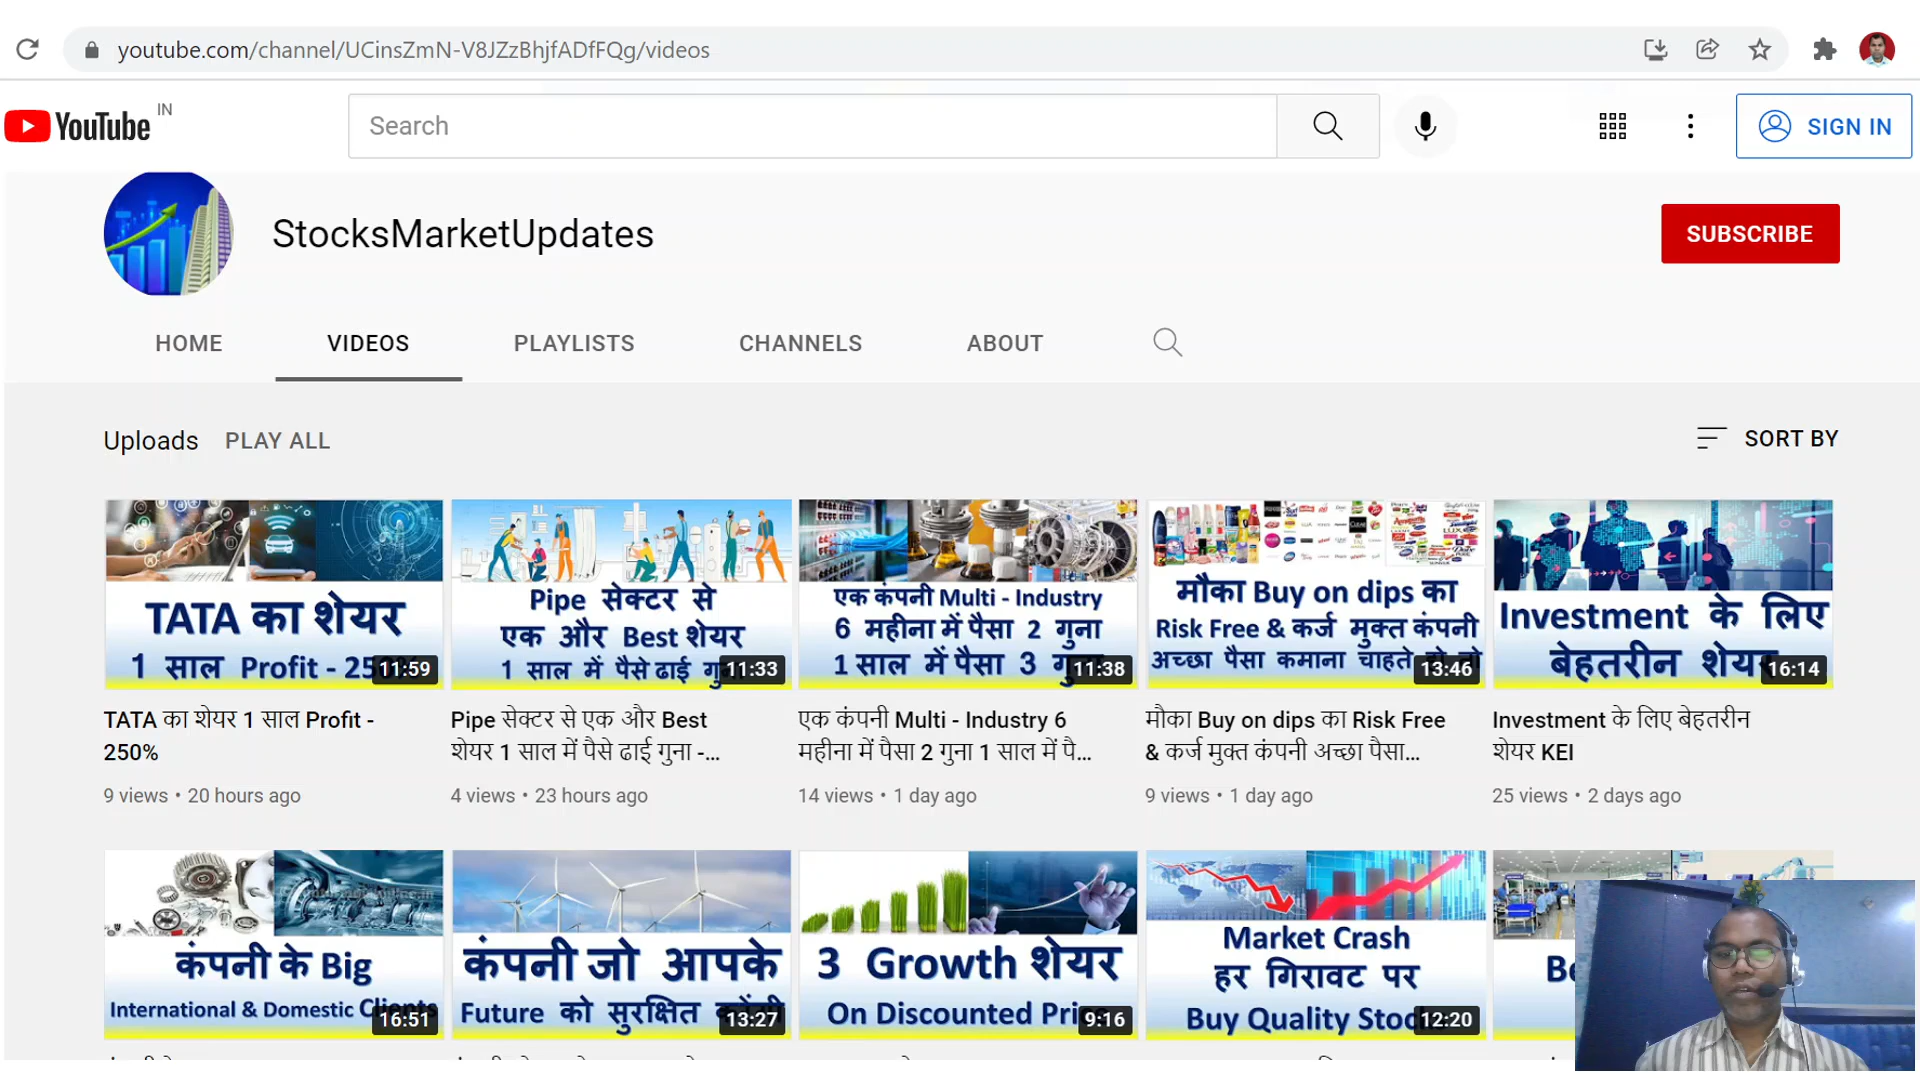 youtube.com/channel/UCinsZmN-V8JZzBhjfADfFQg/videos
YouTube IN
Search
SIGN IN
StocksMarketUpdates
SUBSCRIBE
HOME VIDEOS PLAYLISTS CHANNELS ABOUT
Uploads PLAY ALL
SORT BY
TATA का शेयर
1 साल Profit - 250
11:59
Pipe सेक्टर से
एक और Best शेयर
1 साल में पैसे ढाई गुना
11:33
एक कंपनी Multi - Industry
6 महीना में पैसा 2 गुना
1 साल में पैसा 3 गुना
11:38
मौका Buy on dips का
Risk Free & कर्ज मुक्त कंपनी
अच्छा पैसा कमाना चाहते हो तो
13:46
Investment के लिए
बेहतरीन शेयर
16:14
TATA का शेयर 1 साल Profit -
250%
9 views • 20 hours ago
Pipe सेक्टर से एक और Best
शेयर 1 साल में पैसे ढाई गुना -...
4 views • 23 hours ago
एक कंपनी Multi - Industry 6
महीना में पैसा 2 गुना 1 साल में पै...
14 views • 1 day ago
मौका Buy on dips का Risk Free
& कर्ज मुक्त कंपनी अच्छा पैसा...
9 views • 1 day ago
Investment के लिए बेहतरीन
शेयर KEI
25 views • 2 days ago
कंपनी के Big
International & Domestic Clients
16:51
कंपनी जो आपके
Future को सुरक्षित करेंगी
13:27
3 Growth शेयर
On Discounted Price
9:16
Market Crash
हर गिरावट पर
Buy Quality Stocks
12:20